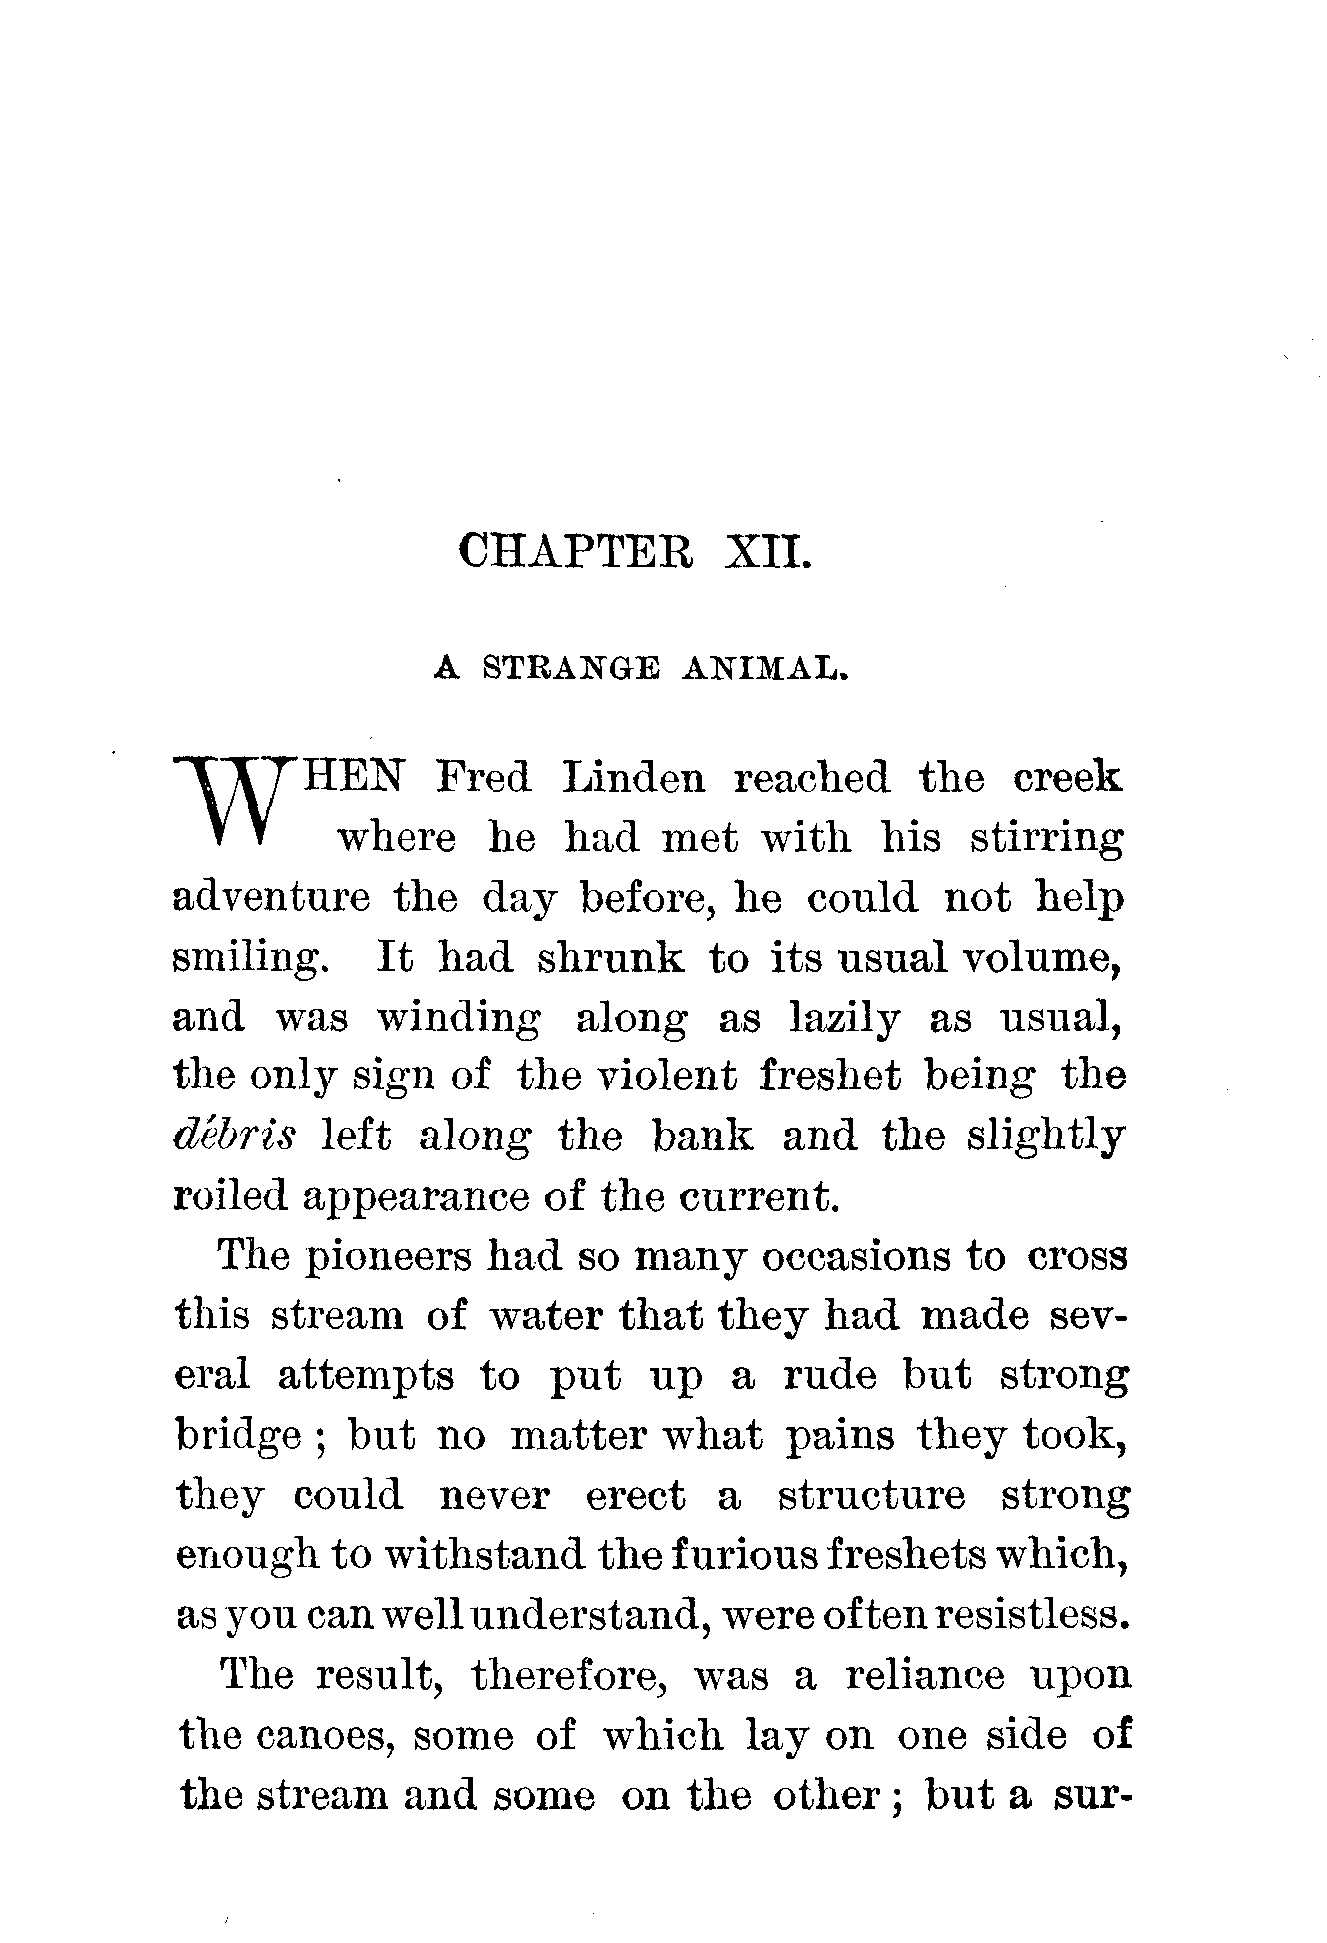 CHAPTER XII.
A STRANGE ANIMAL.
WHEN Fred Linden reached the creek
where he had met with his stirring
adventure the day before, he could not help
smiling. It had shrunk to its usual volume,
and was winding along as lazily as usual,
the only sign of the violent freshet being the
débris left along the bank and the slightly
roiled appearance of the current.
The pioneers had so many occasions to cross
this stream of water that they had made sev-
eral attempts to put up a rude but strong
bridge ; but no matter what pains they took,
they could never erect a structure strong
enough to withstand the furious freshets which,
as you can well understand, were often resistless.
The result, therefore, was a reliance upon
the canoes, some of which lay on one side of
the stream and some on the other ; but a sur-